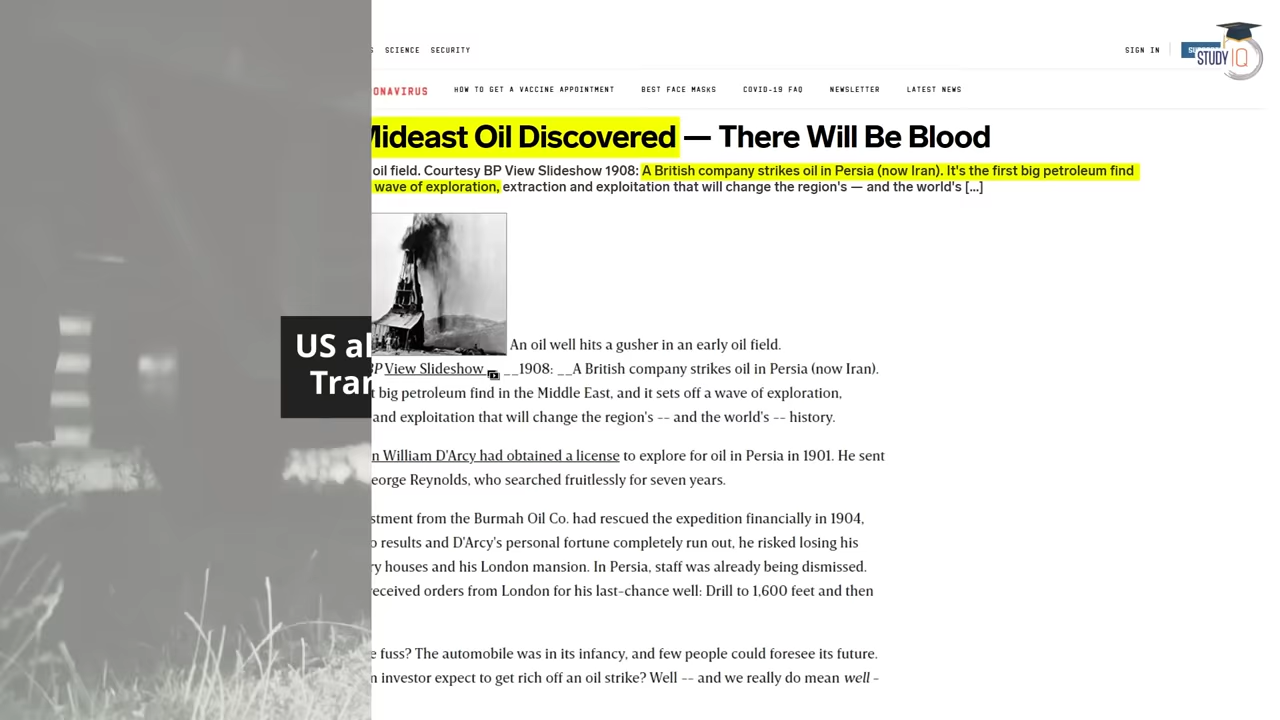 SCIENCE SECURITY
SIGN IN
STUDY IQ
HOW TO GET A VACCINE APPOINTMENT BEST FACE MASKS COVID-19 FAQ NEWSLETTER LATEST NEWS
Mideast Oil Discovered — There Will Be Blood
oil field. Courtesy BP View Slideshow 1908: A British company strikes oil in Persia (now Iran). It's the first big petroleum find
wave of exploration, extraction and exploitation that will change the region's — and the world's [...]
US
An oil well hits a gusher in an early oil field.
View Slideshow __1908: __A British company strikes oil in Persia (now Iran).
big petroleum find in the Middle East, and it sets off a wave of exploration,
and exploitation that will change the region's -- and the world's -- history.
William D'Arcy had obtained a license to explore for oil in Persia in 1901. He sent
George Reynolds, who searched fruitlessly for seven years.
from the Burmah Oil Co. had rescued the expedition financially in 1904,
results and D'Arcy's personal fortune completely run out, he risked losing his
houses and his London mansion. In Persia, staff was already being dismissed.
received orders from London for his last-chance well: Drill to 1,600 feet and then
fuss? The automobile was in its infancy, and few people could foresee its future.
investor expect to get rich off an oil strike? Well -- and we really do mean well -